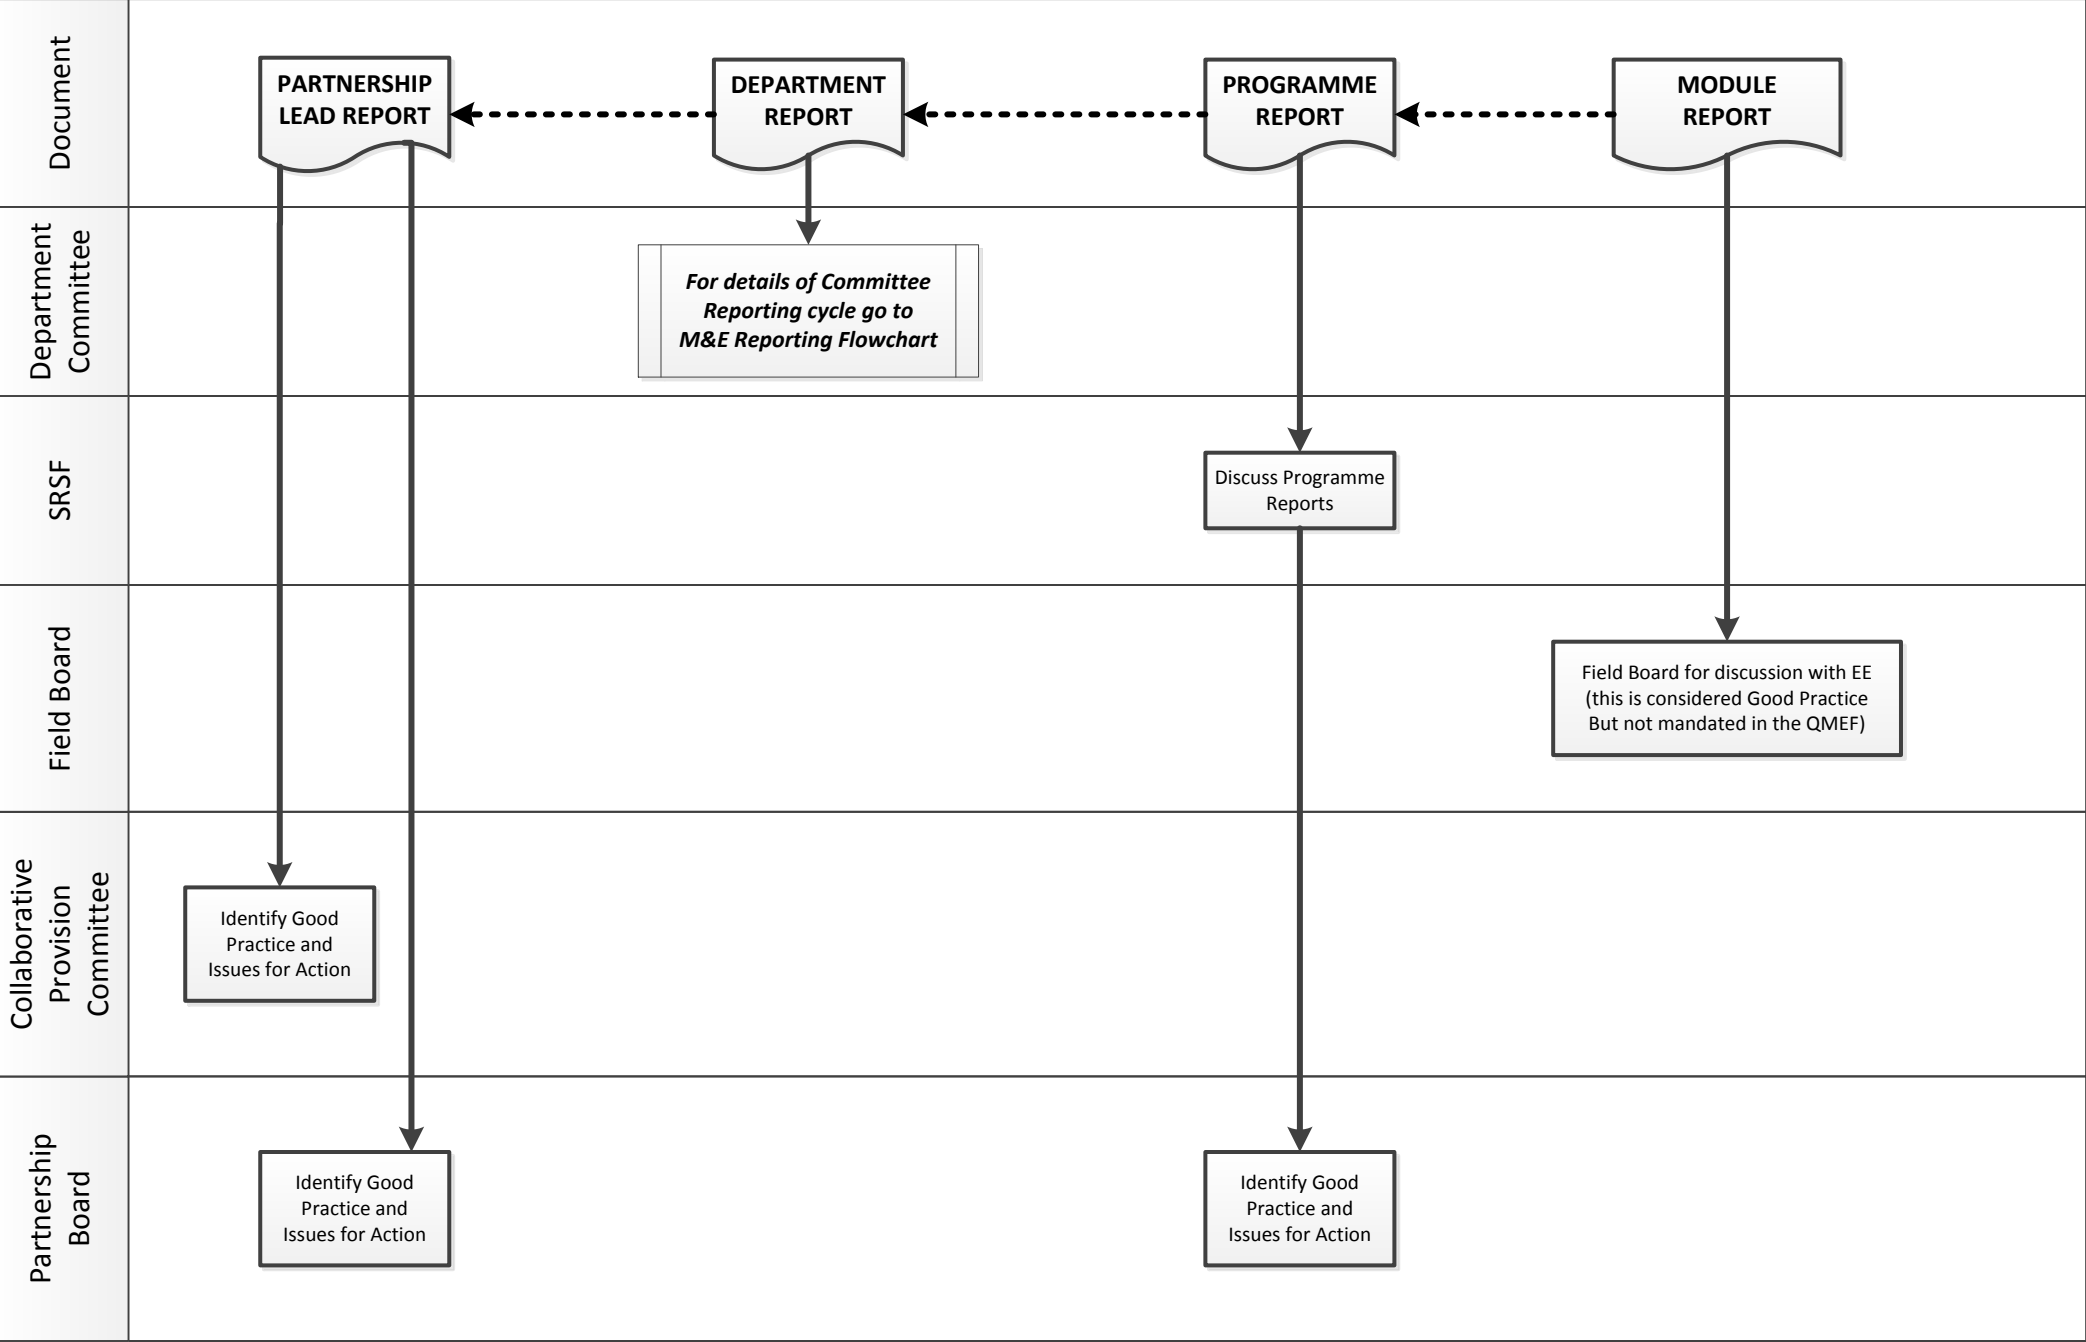 Document
PARTNERSHIP
LEAD REPORT
DEPARTMENT
REPORT
PROGRAMME
REPORT
MODULE
REPORT
Department
Committee
For details of Committee
Reporting cycle go to
M&E Reporting Flowchart
SRSF
Discuss Programme
Reports
Field Board
Field Board for discussion with EE
(this is considered Good Practice
But not mandated in the QMEF)
Collaborative
Provision
Committee
Identify Good
Practice and
Issues for Action
Partnership
Board
Identify Good
Practice and
Issues for Action
Identify Good
Practice and
Issues for Action